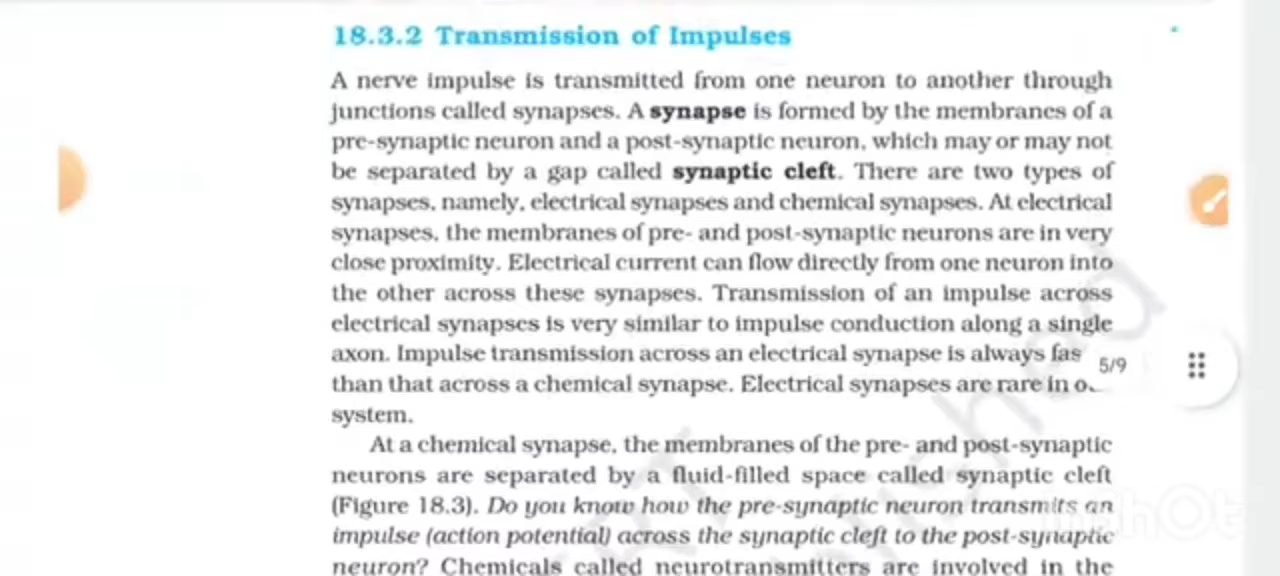 18.3.2 Transmission of Impulses
A nerve impulse is transmitted from one neuron to another through
junctions called synapses. A synapse is formed by the membranes of a
pre-synaptic neuron and a post-synaptic neuron, which may or may not
be separated by a gap called synaptic cleft. There are two types of
synapses, namely, electrical synapses and chemical synapses. At electrical
synapses, the membranes of pre- and post-synaptic neurons are in very
close proximity. Electrical current can flow directly from one neuron into
the other across these synapses. Transmission of an impulse across
electrical synapses is very similar to impulse conduction along a single
axon. Impulse transmission across an electrical synapse is always fas
5/9
than that across a chemical synapse. Electrical synapses are rare in o
system.
At a chemical synapse, the membranes of the pre- and post-synaptic
neurons are separated by a fluid-filled space called synaptic cleft
(Figure 18.3). Do you know how the pre-synaptic neuron transmits an
impulse (action potential) across the synaptic cleft to the post-synaptic
neuron? Chemicals called neurotransmitters are involved in the
InShOt